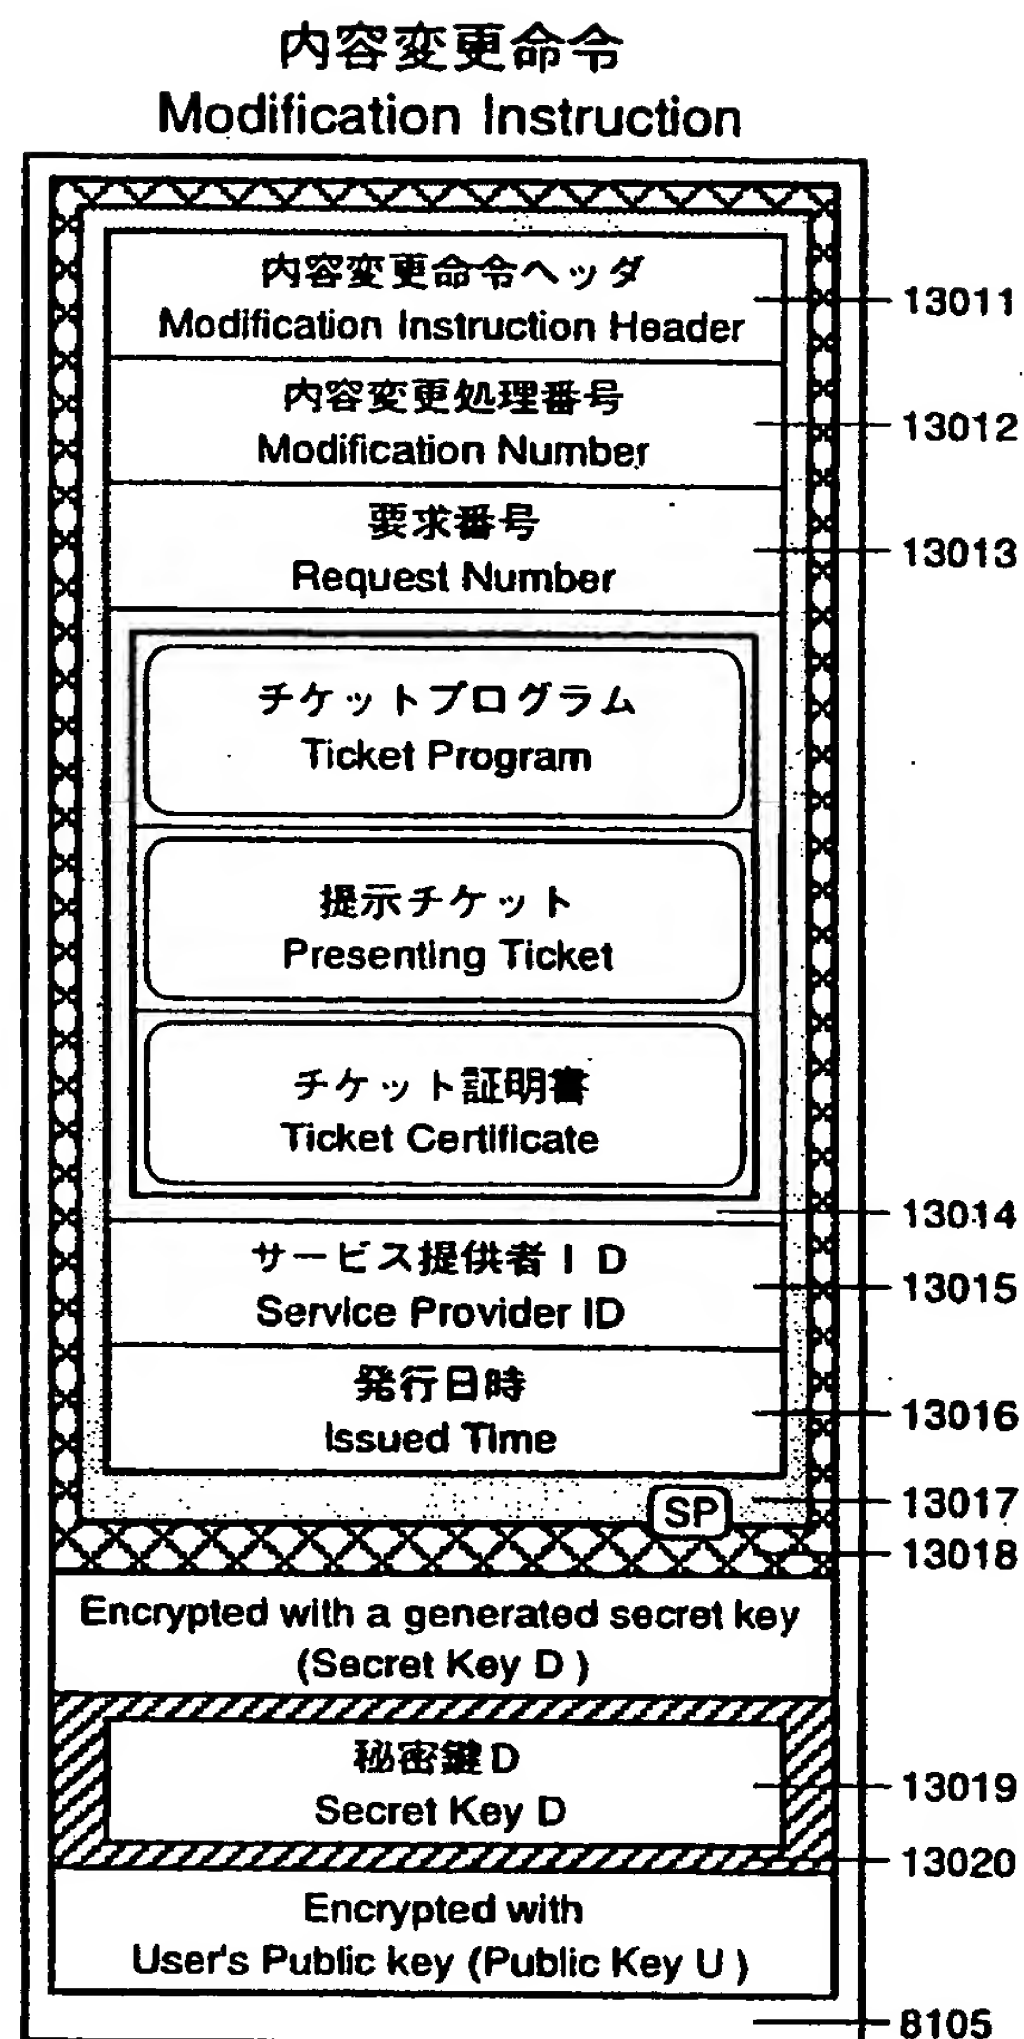 内容変更命令
Modification Instruction
内容変更命令ヘッダ
Modification Instruction Header
13011
内容変更処理番号
Modification Number
13012
要求番号
Request Number
13013
チケットプログラム
Ticket Program
提示チケット
Presenting Ticket
チケット証明書
Ticket Certificate
13014
サービス提供者ID
Service Provider ID
13015
発行日時
Issued Time
13016
SP
13017
13018
Encrypted with a generated secret key
(Secret Key D )
秘密鍵D
Secret Key D
13019
13020
Encrypted with
User's Public key (Public Key U )
8105